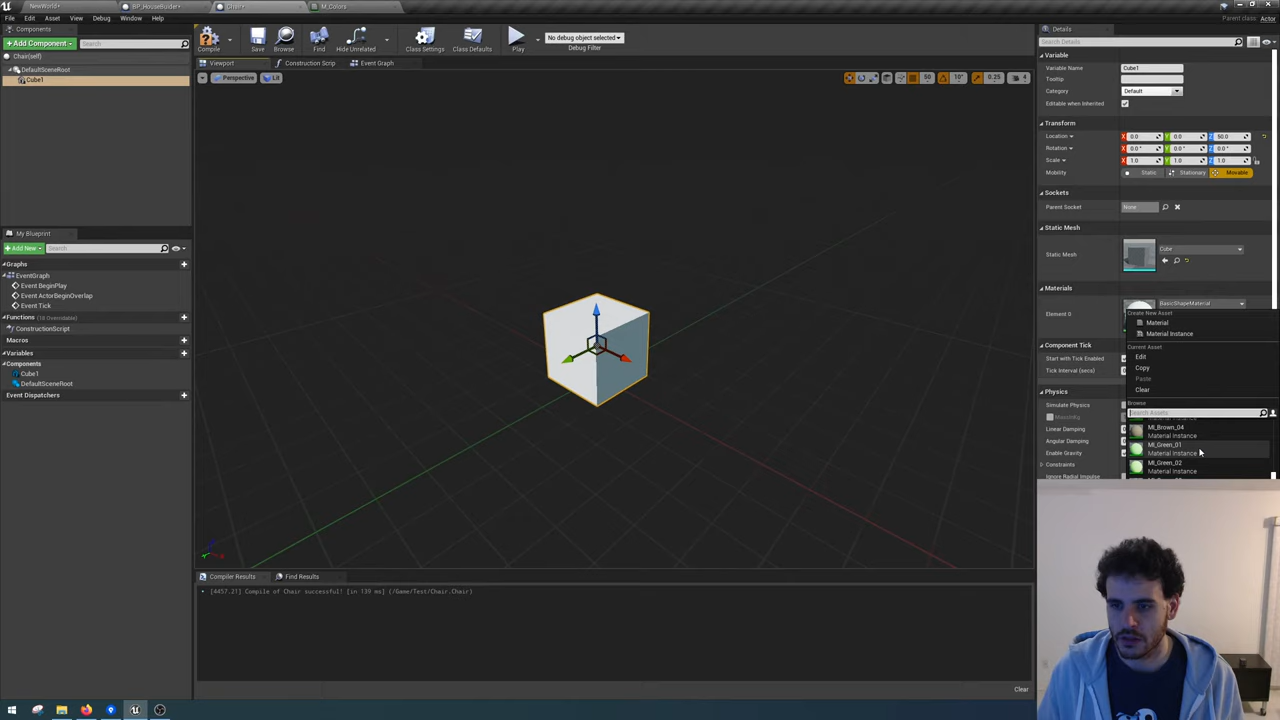 NewWorld*
BP_HouseBuilder*
Chair*
M_Colors
File Edit Asset View Debug Window Help
Parent class: Actor
Components
+ Add Component
Search
Chair(self)
DefaultSceneRoot
Cube1
Compile
Save
Browse
Find
Hide Unrelated
Class Settings
Class Defaults
Play
No debug object selected
Debug Filter
Viewport
Construction Script
Event Graph
Perspective
Lit
50
10°
0.25
4
My Blueprint
+ Add New
Search
Graphs
EventGraph
Event BeginPlay
Event ActorBeginOverlap
Event Tick
Functions (18 Overridable)
ConstructionScript
Macros
Variables
Components
Cube1
DefaultSceneRoot
Event Dispatchers
Compiler Results
Find Results
[4457.21] Compile of Chair successful! [in 139 ms] (/Game/Test/Chair.Chair)
Clear
Details
Search Details
Variable
Variable Name Cube1
Tooltip
Category Default
Editable when Inherited
Transform
Location X 0.0 Y 0.0 Z 50.0
Rotation X 0.0° Y 0.0° Z 0.0°
Scale X 1.0 Y 1.0 Z 1.0
Mobility Static Stationary Movable
Sockets
Parent Socket None
Static Mesh
Static Mesh
Cube
Materials
Element 0
BasicShapeMaterial
Create New Asset
Material
Material Instance
Current Asset
Edit
Copy
Paste
Clear
Browse
Search Assets
MI_Brown_04
Material Instance
MI_Green_01
Material Instance
MI_Green_02
Material Instance
Component Tick
Start with Tick Enabled
Tick Interval (secs)
Physics
Simulate Physics
MassInKg
Linear Damping
Angular Damping
Enable Gravity
Constraints
Ignore Radial Impulse